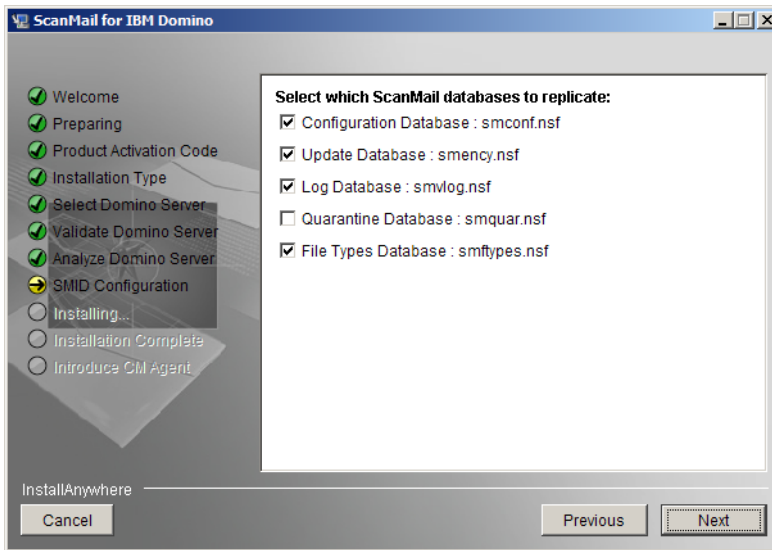 ScanMail for IBM Domino
Welcome
Preparing
Product Activation Code
Installation Type
Select Domino Server
Validate Domino Server
Analyze Domino Server
SMID Configuration
Installing...
Installation Complete
Introduce CM Agent
Select which ScanMail databases to replicate:
Configuration Database : smconf.nsf
Update Database : smency.nsf
Log Database : smvlog.nsf
Quarantine Database : smquar.nsf
File Types Database : smftypes.nsf
InstallAnywhere
Cancel
Previous
Next